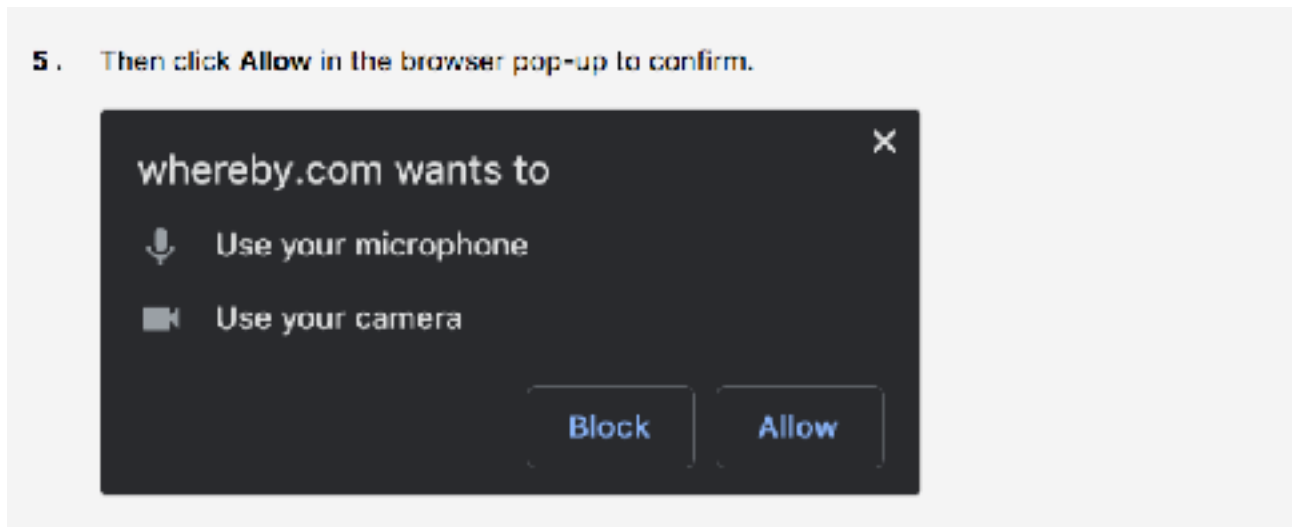 5. Then click Allow in the browser pop-up to confirm.
whereby.com wants to
Use your microphone
Use your camera
Block Allow